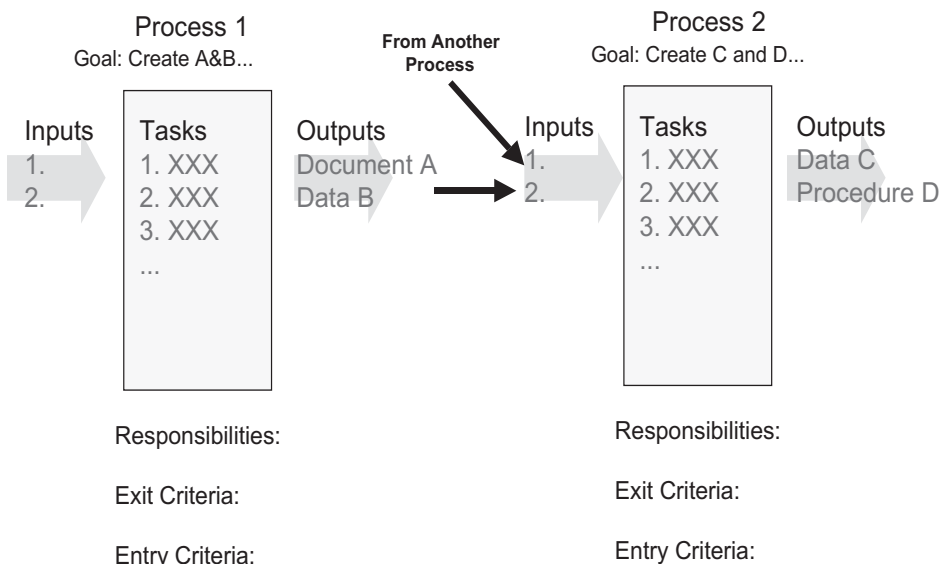 Process 1
Goal: Create A&B...
Inputs
1.
2.
Tasks
1. XXX
2. XXX
3. XXX
...
Outputs
Document A
Data B
Responsibilities:
Exit Criteria:
Entry Criteria:
From Another
Process
Process 2
Goal: Create C and D...
Inputs
1.
2.
Tasks
1. XXX
2. XXX
3. XXX
...
Outputs
Data C
Procedure D
Responsibilities:
Exit Criteria:
Entry Criteria: